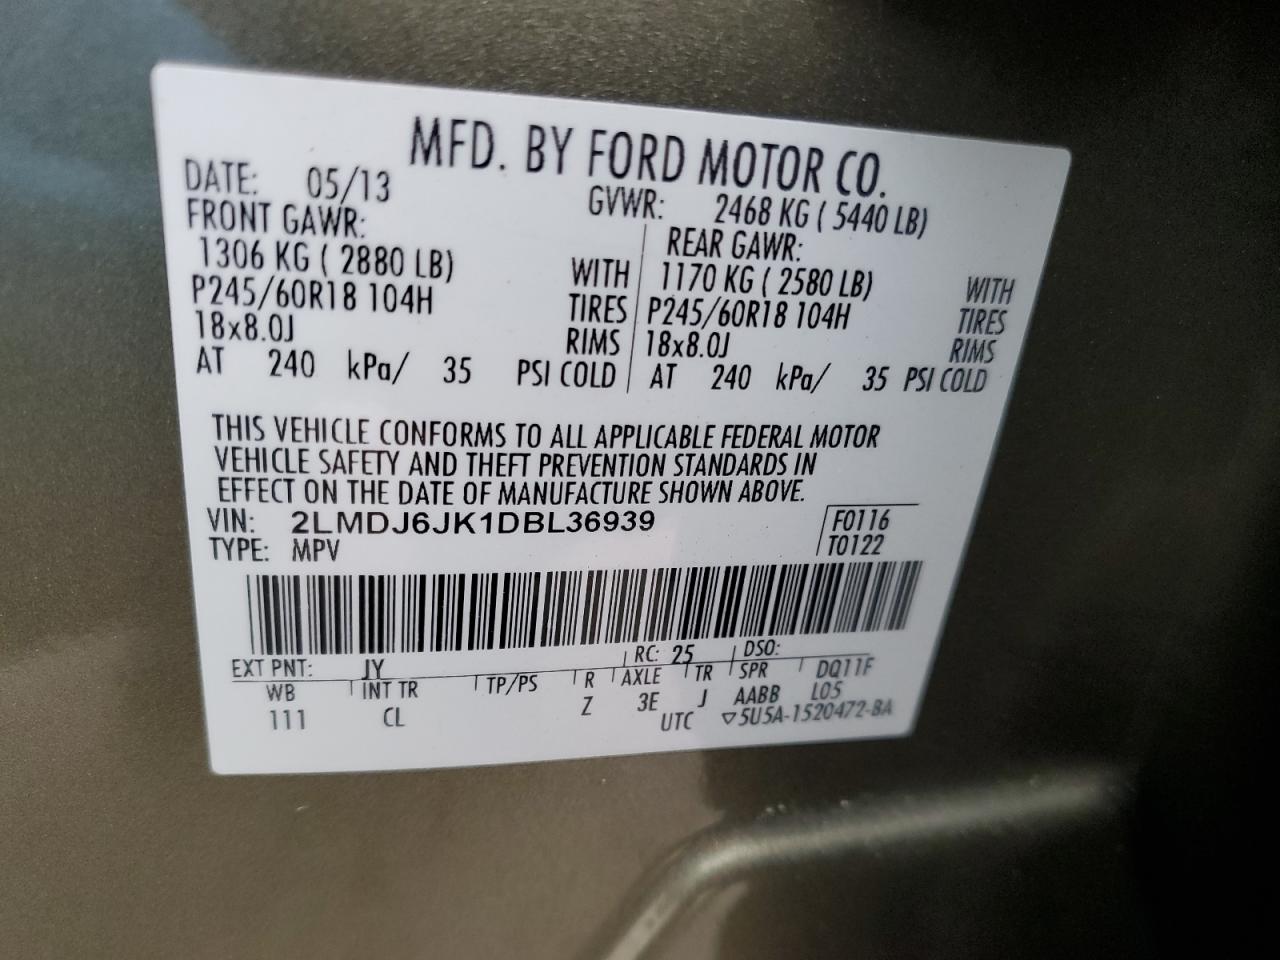 MFD. BY FORD MOTOR CO.
DATE: 05/13 GVWR: 2468 KG ( 5440 LB)
FRONT GAWR: REAR GAWR:
1306 KG ( 2880 LB) WITH 1170 KG ( 2580 LB) WITH
P245/60R18 104H TIRES P245/60R18 104H TIRES
18x8.0J RIMS 18x8.0J RIMS
AT 240 kPa/ 35 PSI COLD AT 240 kPa/ 35 PSI COLD
THIS VEHICLE CONFORMS TO ALL APPLICABLE FEDERAL MOTOR
VEHICLE SAFETY AND THEFT PREVENTION STANDARDS IN
EFFECT ON THE DATE OF MANUFACTURE SHOWN ABOVE.
VIN: 2LMDJ6JK1DBL36939 F0116
TYPE: MPV T0122
EXT PNT: JY RC: 25 DSO:
WB INT TR TP/PS R AXLE TR SPR DQ11F
111 CL Z 3E J AABB L05
UTC ▽5U5A-1520472-BA